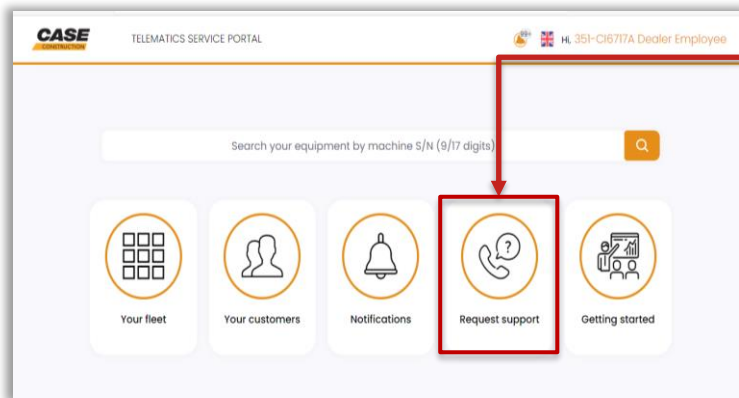 CASE
CONSTRUCTION
TELEMATICS SERVICE PORTAL
99+
Hi, 351-CI6717A Dealer Employee
Search your equipment by machine S/N (9/17 digits)
?
Your fleet
Your customers
Notifications
Request support
Getting started